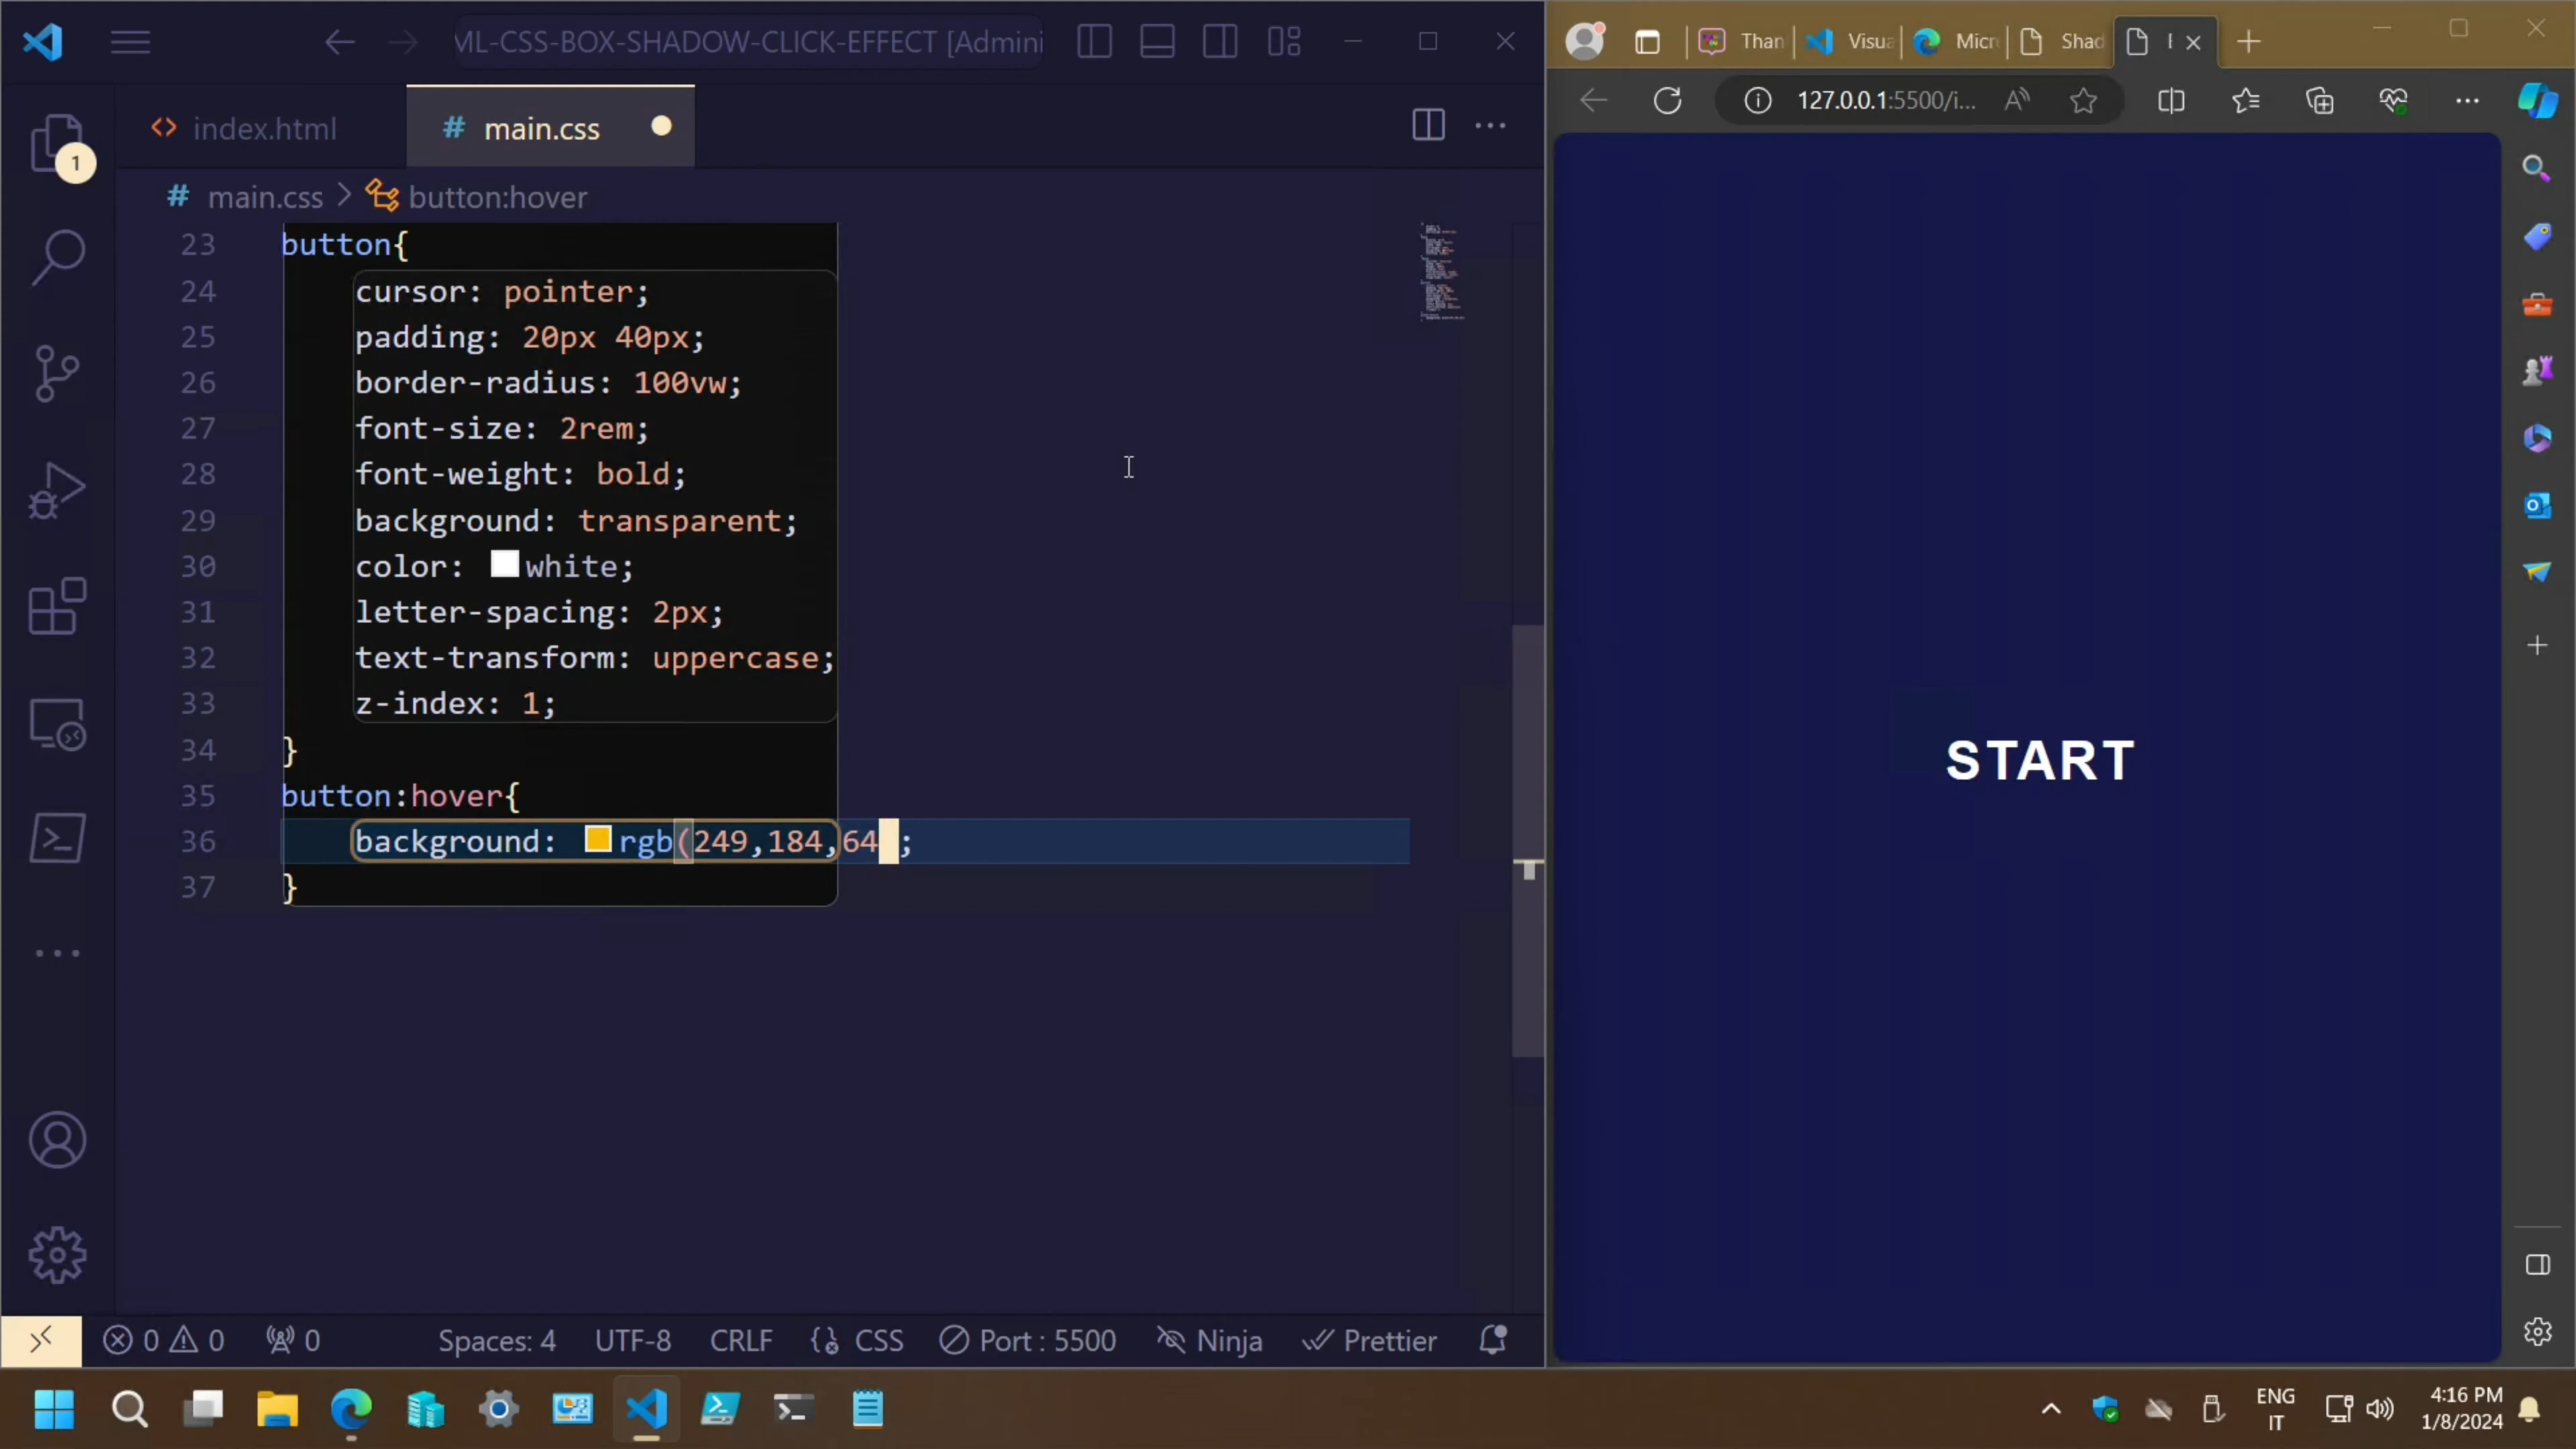 ML-CSS-BOX-SHADOW-CLICK-EFFECT [Admini
Than
Visua
Micr
Shad
index.html
# main.css
127.0.0.1:5500/i...
1
# main.css > button:hover
23 button{
24 cursor: pointer;
25 padding: 20px 40px;
26 border-radius: 100vw;
27 font-size: 2rem;
28 font-weight: bold;
29 background: transparent;
30 color: white;
31 letter-spacing: 2px;
32 text-transform: uppercase;
33 z-index: 1;
34 }
35 button:hover{
36 background: rgb(249,184,64 ;
37 }
START
0 0 0 Spaces: 4 UTF-8 CRLF CSS Port : 5500 Ninja Prettier
ENG
IT
4:16 PM
1/8/2024